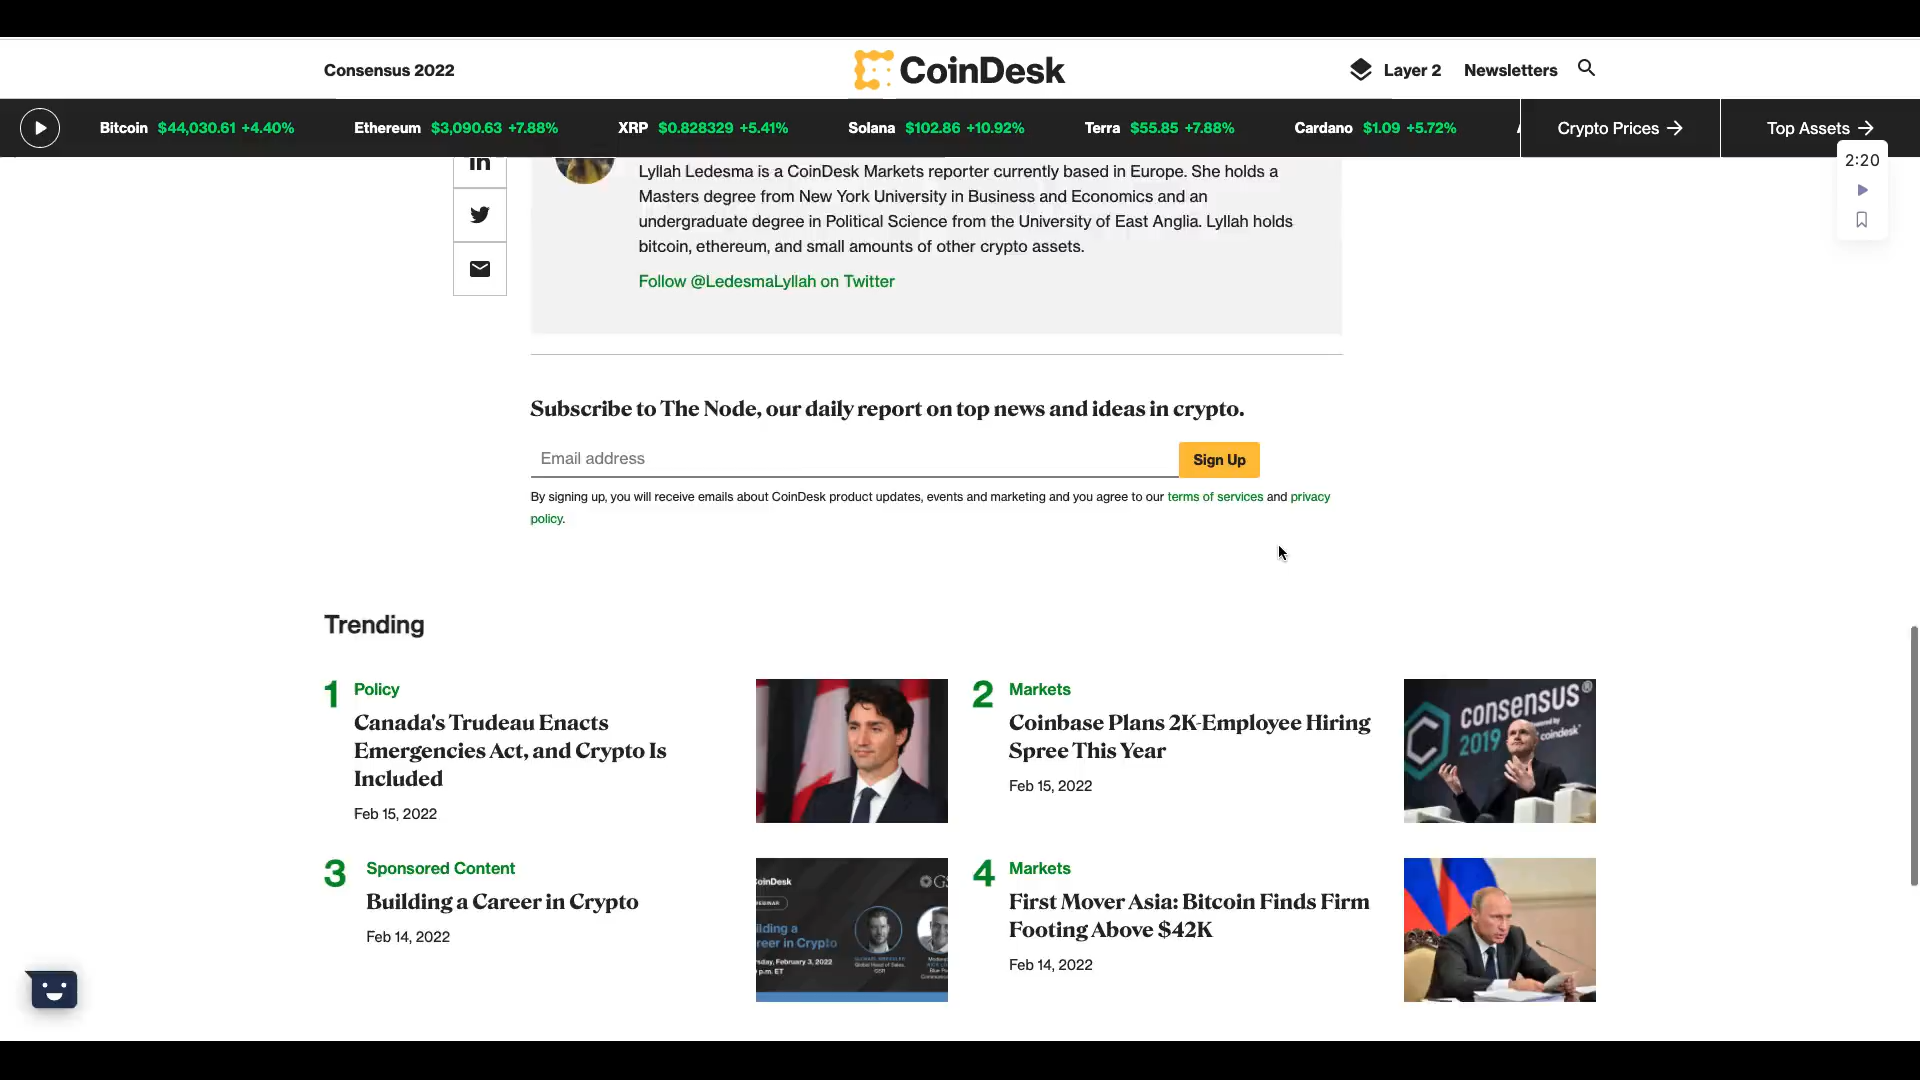 Consensus 2022
CoinDesk
Layer 2
Newsletters
Bitcoin $44,030.61 +4.40%
Ethereum $3,090.63 +7.88%
XRP $0.828329 +5.41%
Solana $102.86 +10.92%
Terra $55.85 +7.88%
Cardano $1.09 +5.72%
Crypto Prices
Top Assets
2:20
in
Lyllah Ledesma is a CoinDesk Markets reporter currently based in Europe. She holds a
Masters degree from New York University in Business and Economics and an
undergraduate degree in Political Science from the University of East Anglia. Lyllah holds
bitcoin, ethereum, and small amounts of other crypto assets.
Follow @LedesmaLyllah on Twitter
Subscribe to The Node, our daily report on top news and ideas in crypto.
Email address
Sign Up
By signing up, you will receive emails about CoinDesk product updates, events and marketing and you agree to our terms of services and privacy
policy.
Trending
1
Policy
Canada's Trudeau Enacts
Emergencies Act, and Crypto Is
Included
Feb 15, 2022
2
Markets
Coinbase Plans 2K-Employee Hiring
Spree This Year
Feb 15, 2022
consensus®
2019
coindesk
3
Sponsored Content
Building a Career in Crypto
Feb 14, 2022
CoinDesk
4
Markets
First Mover Asia: Bitcoin Finds Firm
Footing Above $42K
Feb 14, 2022